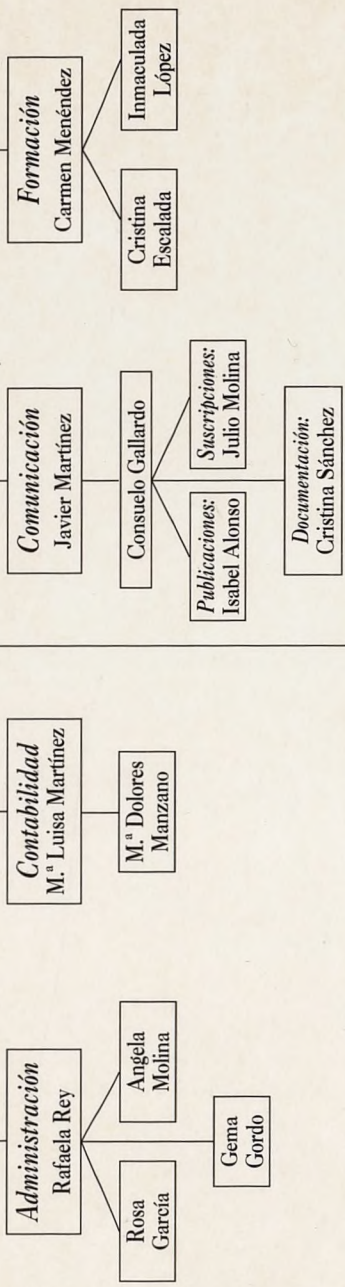 Administración
Rafaela Rey
Rosa
García
Angela
Molina
Gema
Gordo
Contabilidad
M.ª Luisa Martínez
M.ª Dolores
Manzano
Comunicación
Javier Martínez
Consuelo Gallardo
Publicaciones:
Isabel Alonso
Suscripciones:
Julio Molina
Documentación:
Cristina Sánchez
Formación
Carmen Menéndez
Cristina
Escalada
Inmaculada
López